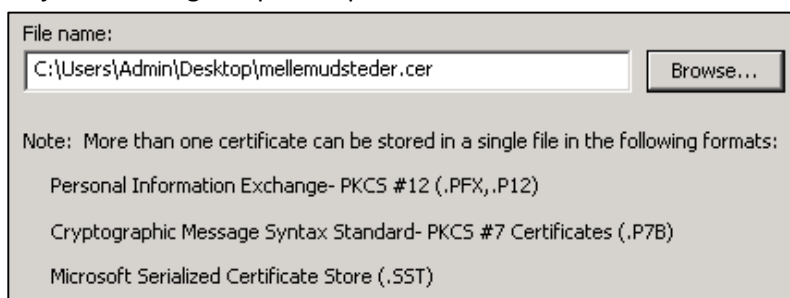 File name:
C:\Users\Admin\Desktop\mellemudsteder.cer
Browse...
Note: More than one certificate can be stored in a single file in the following formats:
Personal Information Exchange- PKCS #12 (.PFX,.P12)
Cryptographic Message Syntax Standard- PKCS #7 Certificates (.P7B)
Microsoft Serialized Certificate Store (.SST)